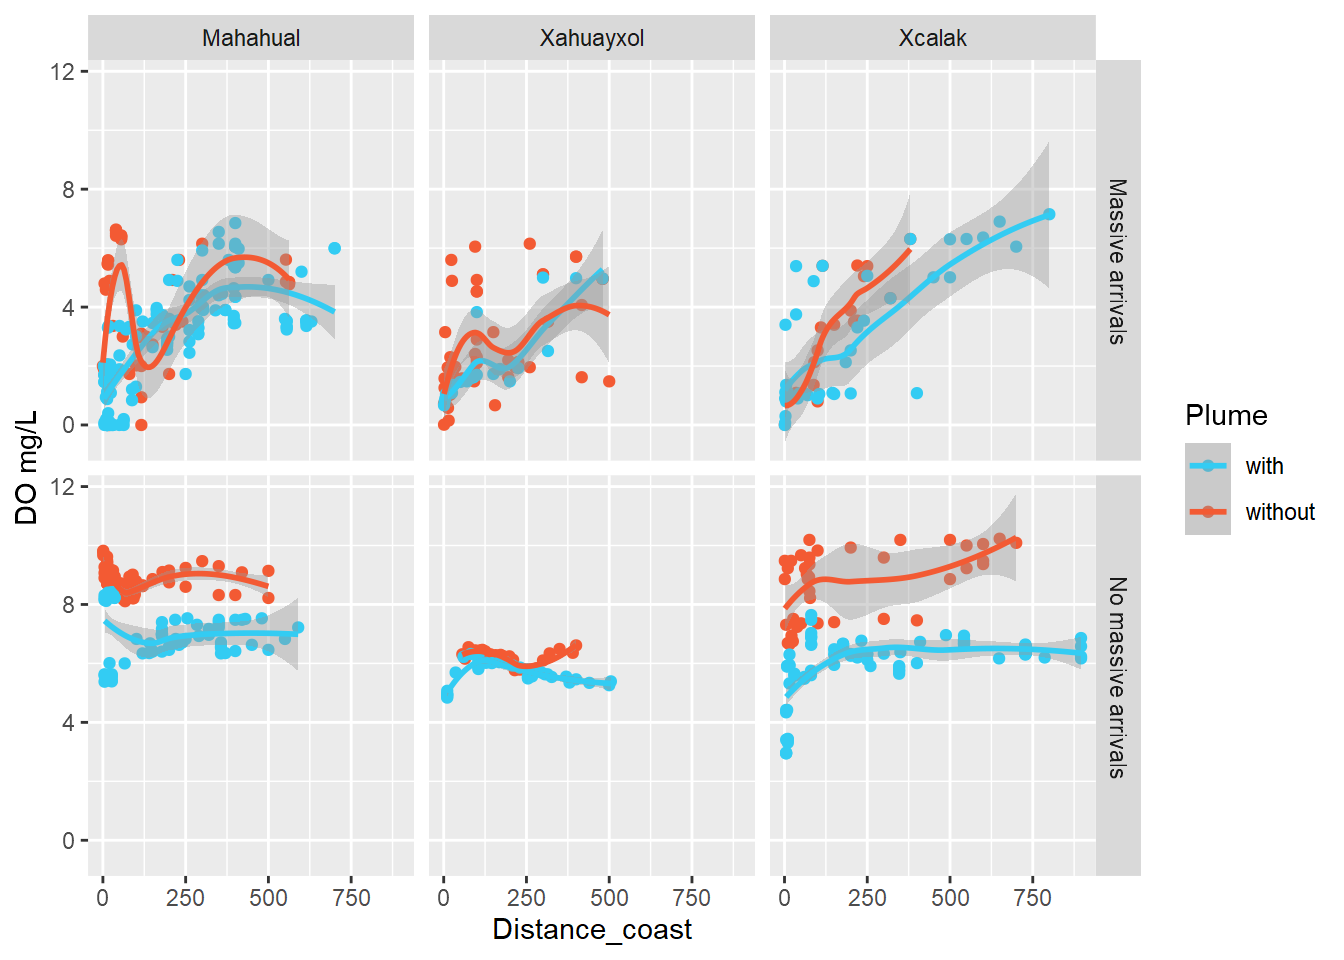 Mahahual Xahuayxol Xcalak
12
8
4
0
Massive arrivals
12
8
4
0
No massive arrivals
0 250 500 750 0 250 500 750 0 250 500 750
Distance_coast
DO mg/L
Plume
with
without